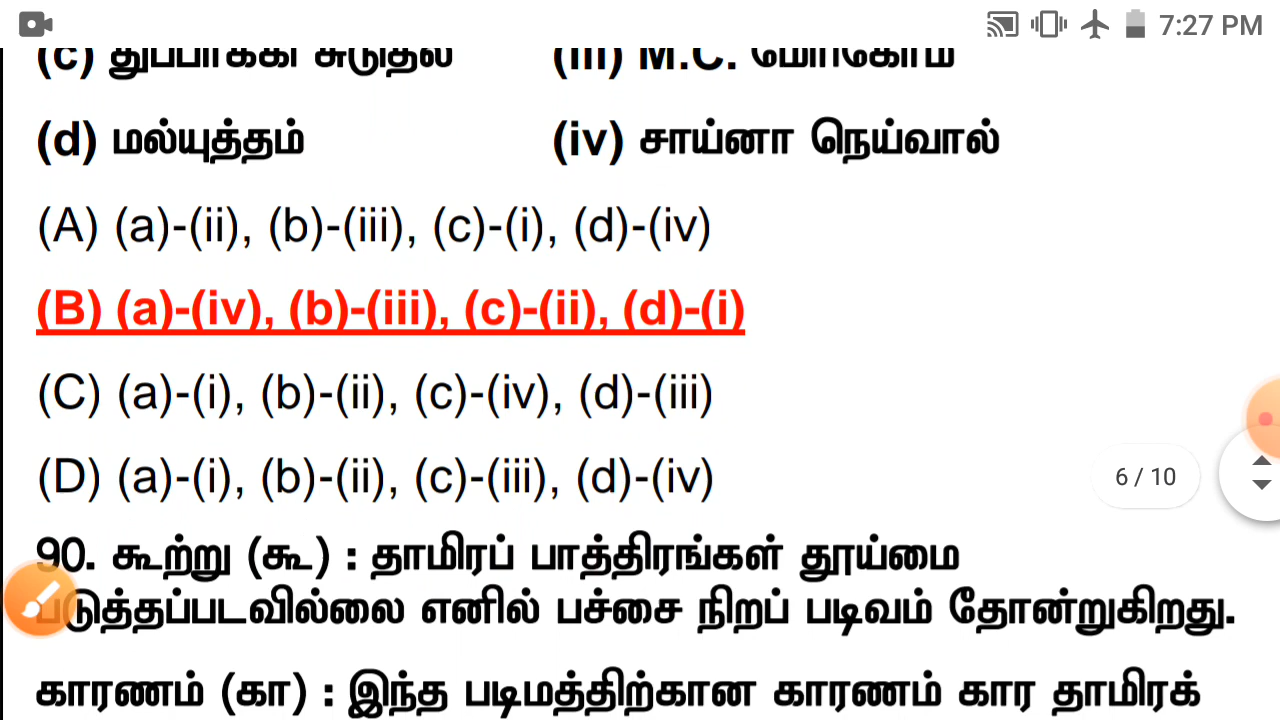 7:27 PM
(c) துப்பாக்கி சுடுதல் (iii) M.C. மேரிகோம்
(d) மல்யுத்தம் (iv) சாய்னா நெய்வால்
(A) (a)-(ii), (b)-(iii), (c)-(i), (d)-(iv)
(B) (a)-(iv), (b)-(iii), (c)-(ii), (d)-(i)
(C) (a)-(i), (b)-(ii), (c)-(iv), (d)-(iii)
6 / 10
(D) (a)-(i), (b)-(ii), (c)-(iii), (d)-(iv)
90. கூற்று (கூ) : தாமிரப் பாத்திரங்கள் தூய்மை
படுத்தப்படவில்லை எனில் பச்சை நிறப் படிவம் தோன்றுகிறது.
காரணம் (கா) : இந்த படிமத்திற்கான காரணம் கார தாமிரக்